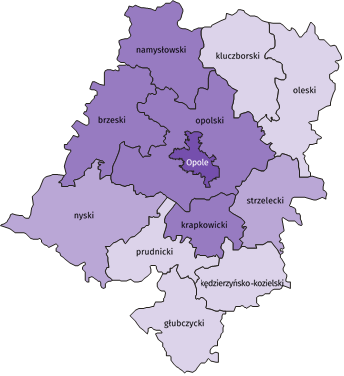 namysłowski
kluczborski
oleski
brzeski
opolski
Opole
strzelecki
nyski
krapkowicki
prudnicki
kędzierzyńsko-kozielski
głubczycki